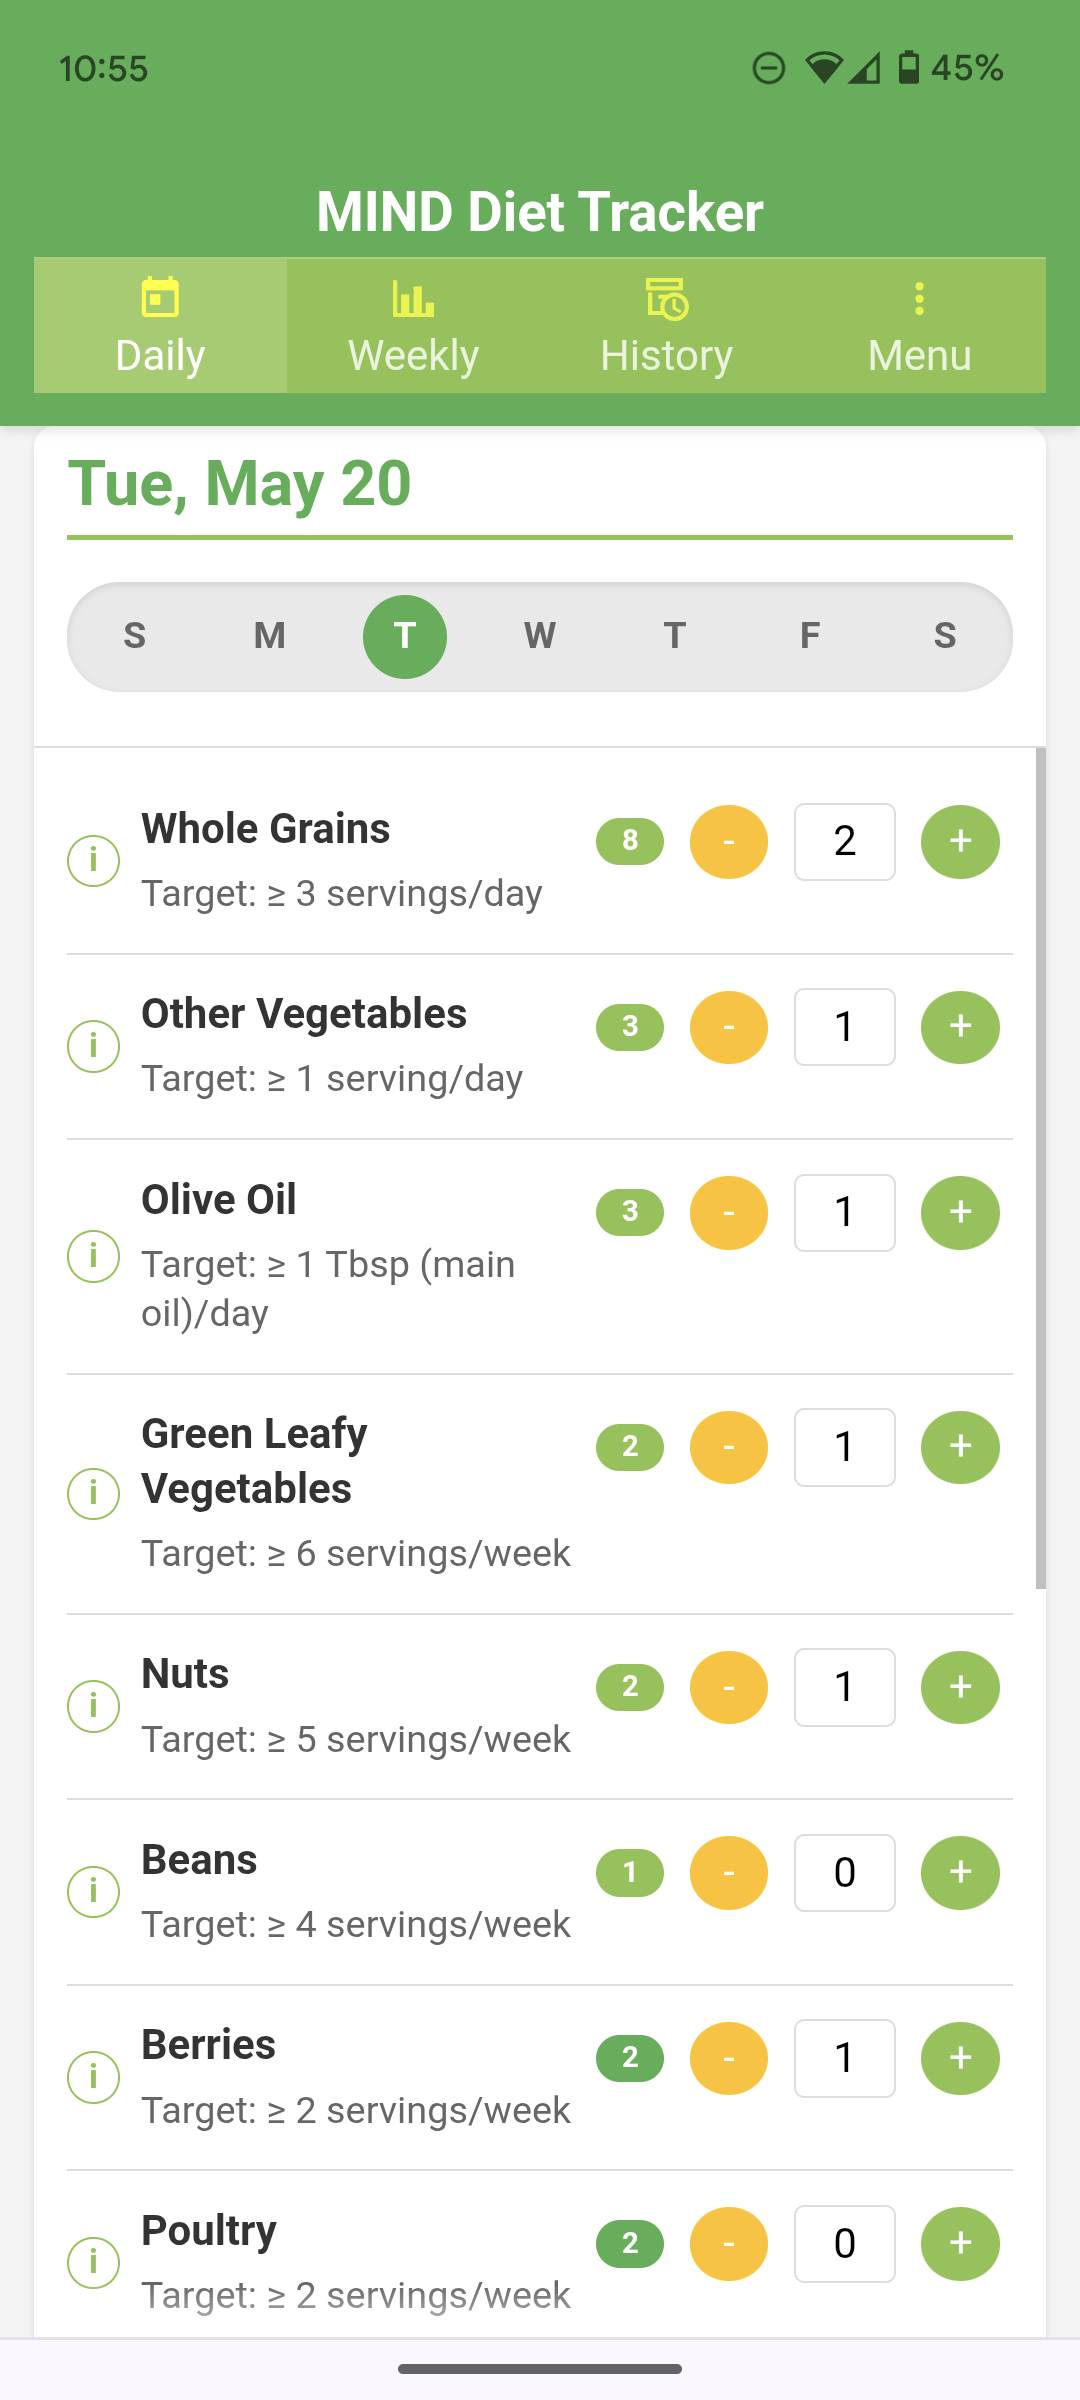 10:55
45%
MIND Diet Tracker
Daily
Weekly
History
Menu
Tue, May 20
S M T W T F S
i
Whole Grains
8 - 2 +
Target: ≥ 3 servings/day
i
Other Vegetables
3 - 1 +
Target: ≥ 1 serving/day
i
Olive Oil
3 - 1 +
Target: ≥ 1 Tbsp (main
oil)/day
i
Green Leafy
Vegetables
2 - 1 +
Target: ≥ 6 servings/week
i
Nuts
2 - 1 +
Target: ≥ 5 servings/week
i
Beans
1 - 0 +
Target: ≥ 4 servings/week
i
Berries
2 - 1 +
Target: ≥ 2 servings/week
i
Poultry
2 - 0 +
Target: ≥ 2 servings/week